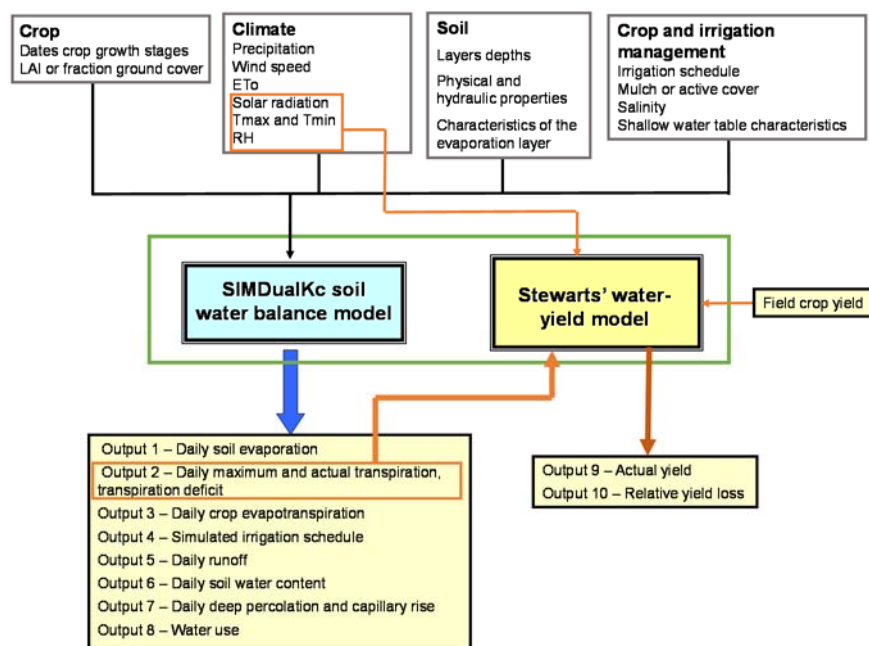 Crop
Dates crop growth stages
LAI or fraction ground cover
Climate
Precipitation
Wind speed
ETo
Solar radiation
Tmax and Tmin
RH
Soil
Layers depths
Physical and
hydraulic properties
Characteristics of the
evaporation layer
Crop and irrigation
management
Irrigation schedule
Mulch or active cover
Salinity
Shallow water table characteristics
SIMDualKc soil
water balance model
Stewarts’ water-
yield model
Field crop yield
Output 1 – Daily soil evaporation
Output 2 – Daily maximum and actual transpiration,
transpiration deficit
Output 3 – Daily crop evapotranspiration
Output 4 – Simulated irrigation schedule
Output 5 – Daily runoff
Output 6 – Daily soil water content
Output 7 – Daily deep percolation and capillary rise
Output 8 – Water use
Output 9 – Actual yield
Output 10 – Relative yield loss